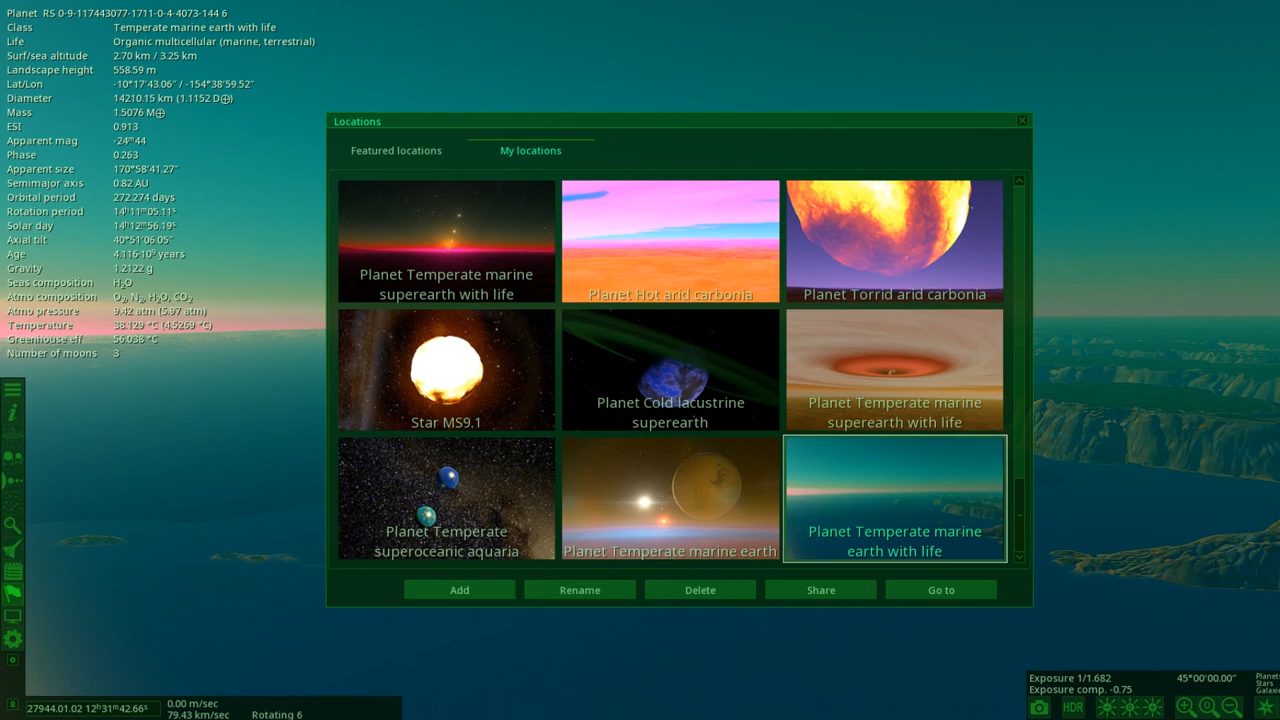 Planet RS 0-9-117443077-1711-0-4-4073-144 6
Class Temperate marine earth with life
Life Organic multicellular (marine, terrestrial)
Surf/sea altitude 2.70 km / 3.25 km
Landscape height 558.59 m
Lat/Lon -10°17'43.06" / -154°38'59.52"
Diameter 14210.15 km (1.1152 D⊕)
Mass 1.5076 M⊕
ESI 0.913
Apparent mag -24ᵐ44
Phase 0.263
Apparent size 170°58'41.27"
Semimajor axis 0.82 AU
Orbital period 272.274 days
Rotation period 14ʰ11ᵐ05.11ˢ
Solar day 14ʰ12ᵐ56.19ˢ
Axial tilt 40°51'06.05"
Age 4.116·10⁹ years
Gravity 1.2122 g
Seas composition H₂O
Atmo composition O₂, N₂, H₂O, CO₂
Atmo pressure 9.42 atm (5.97 atm)
Temperature 38.129 °C (4.5259 °C)
Greenhouse eff 56.038 °C
Number of moons 3
Locations
Featured locations My locations
Planet Temperate marine
superearth with life
Planet Hot arid carbonia
Planet Torrid arid carbonia
Star MS9.1
Planet Cold lacustrine
superearth
Planet Temperate marine
superearth with life
Planet Temperate
superoceanic aquaria
Planet Temperate marine earth
Planet Temperate marine
earth with life
Add Rename Delete Share Go to
27944.01.02 12ʰ31ᵐ42.66ˢ
0.00 m/sec
79.43 km/sec Rotating 6
Exposure 1/1.682 45°00'00.00"
Exposure comp. -0.75
HDR
Planets
Stars
Galaxi